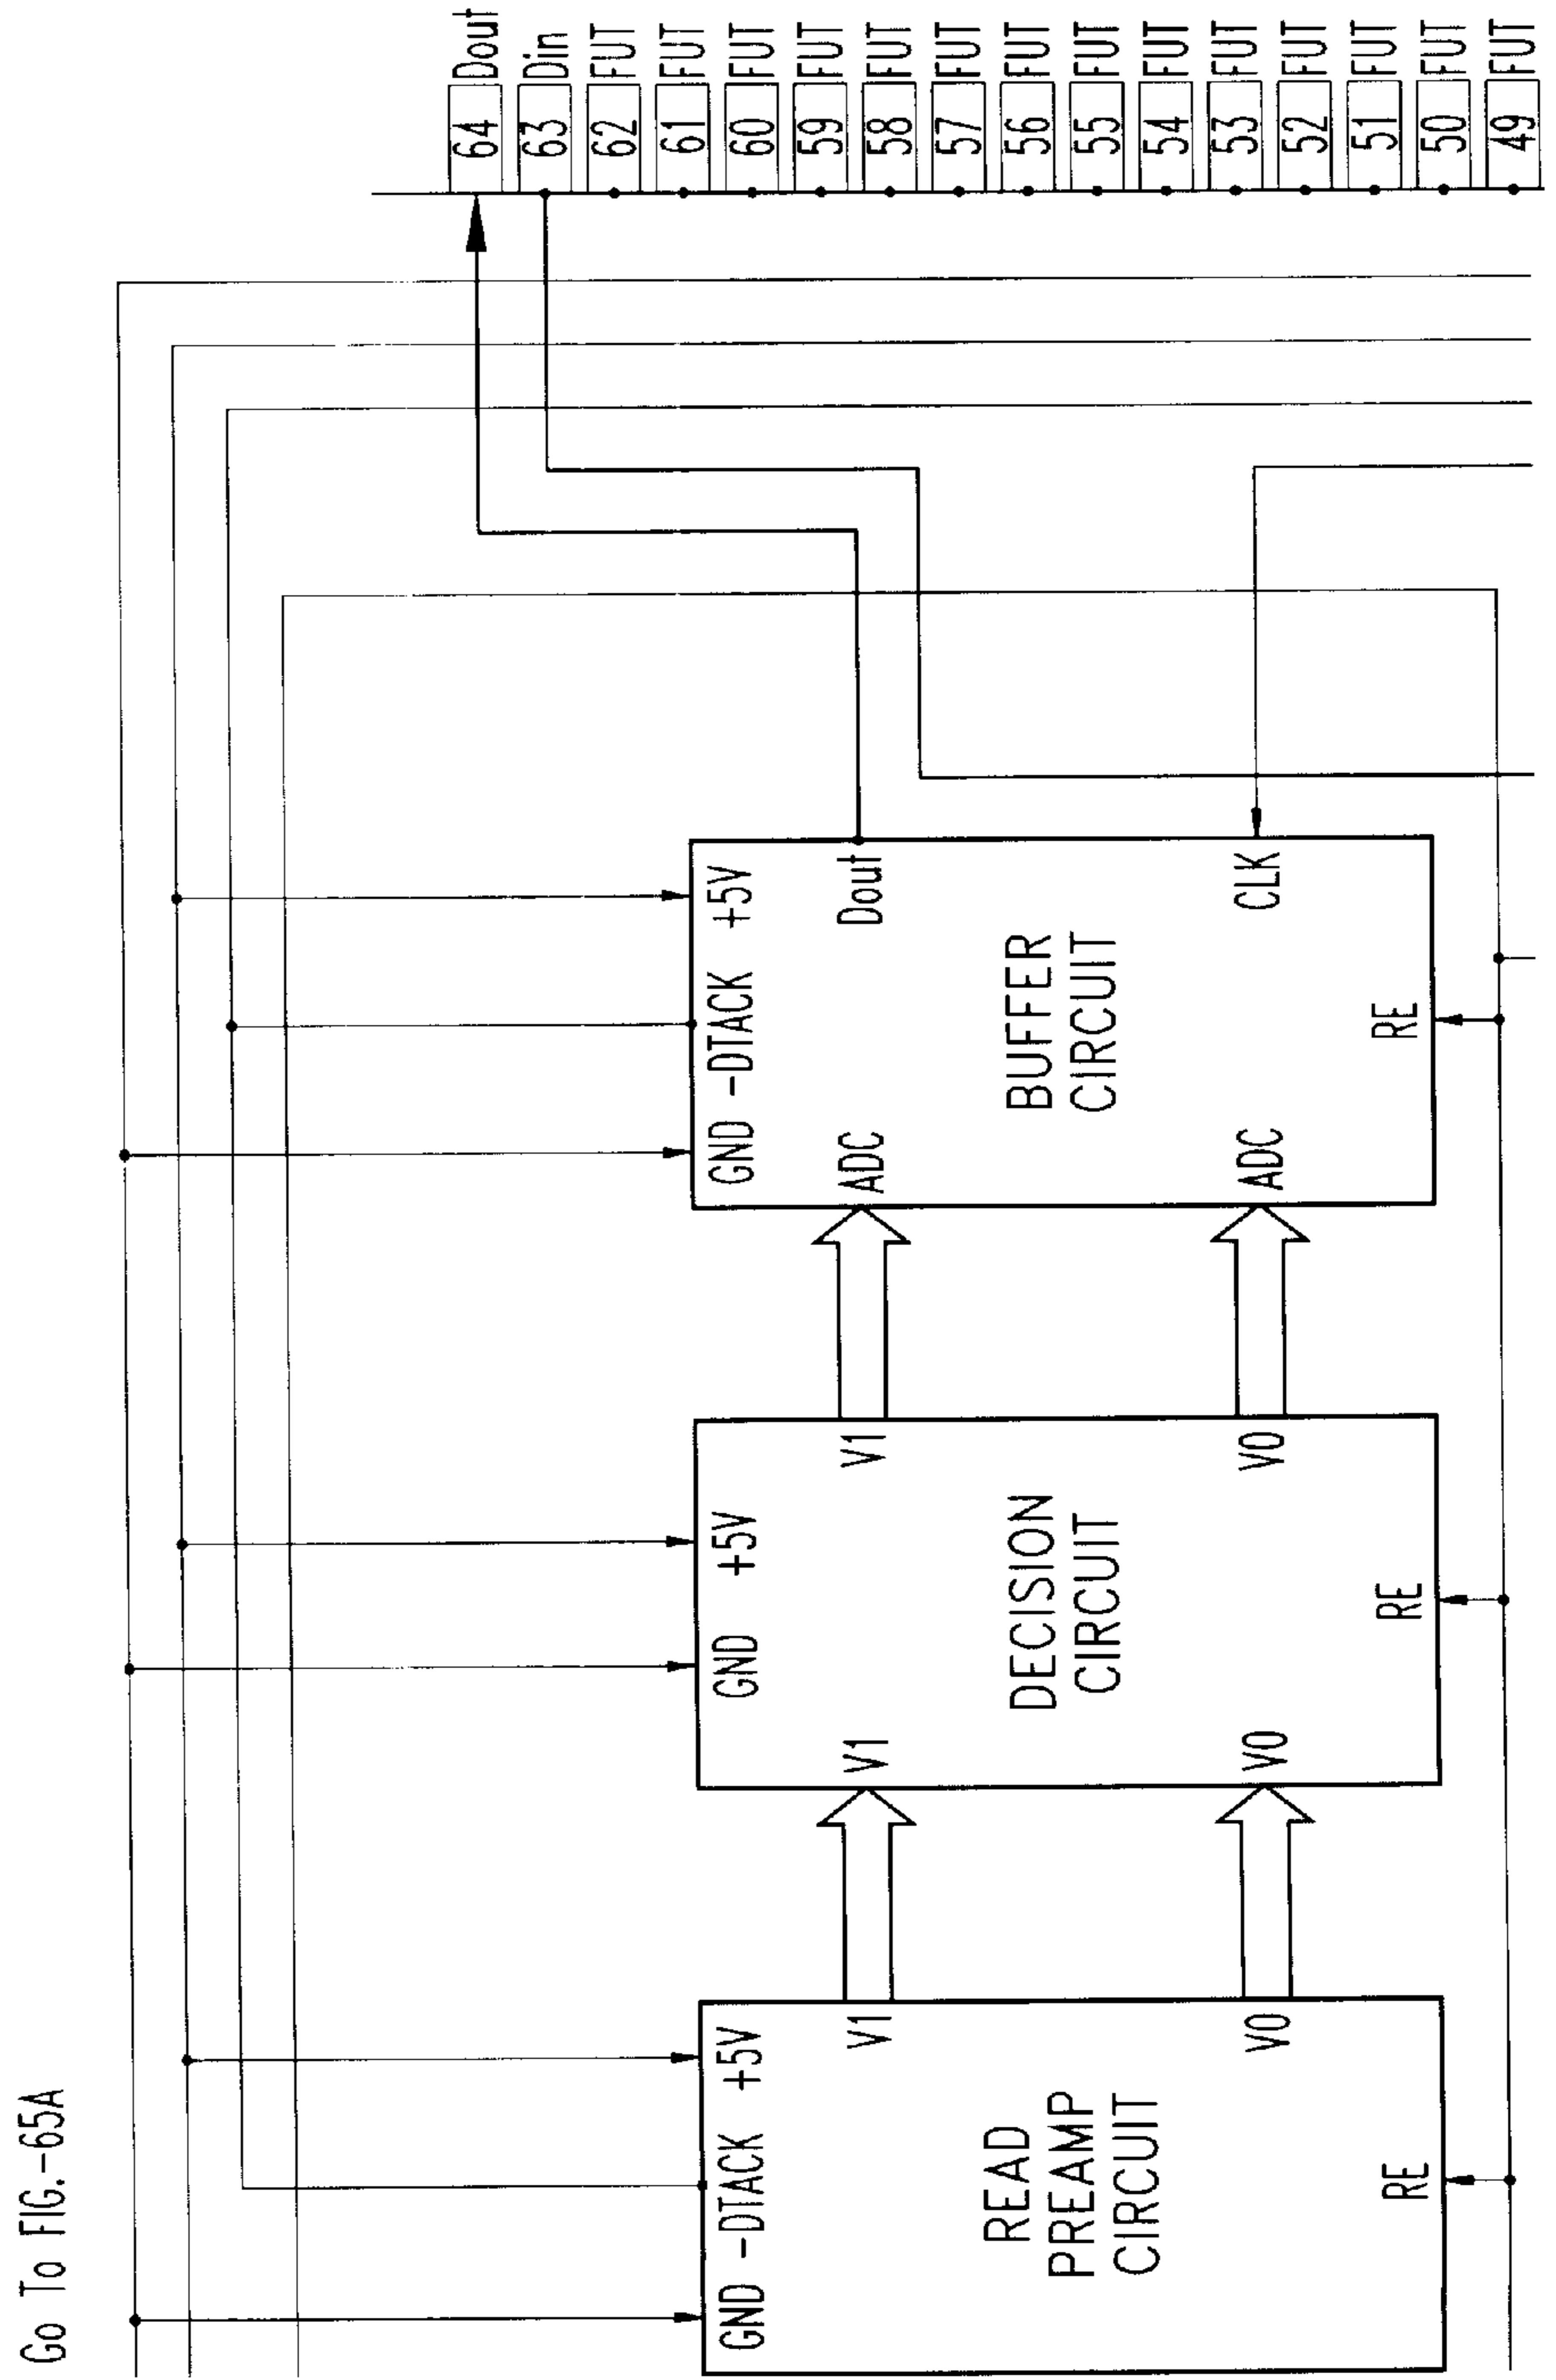 Go To FIG.-65A
GND -DTACK +5V
V1
READ
PREAMP
CIRCUIT
V0
RE
GND +5V
V1
V1
DECISION
CIRCUIT
V0
V0
RE
GND -DTACK +5V
ADC
Dout
BUFFER
CIRCUIT
ADC
CLK
RE
64 Dout
63 Din
62 FUT
61 FUT
60 FUT
59 FUT
58 FUT
57 FUT
56 FUT
55 FUT
54 FUT
53 FUT
52 FUT
51 FUT
50 FUT
49 FUT